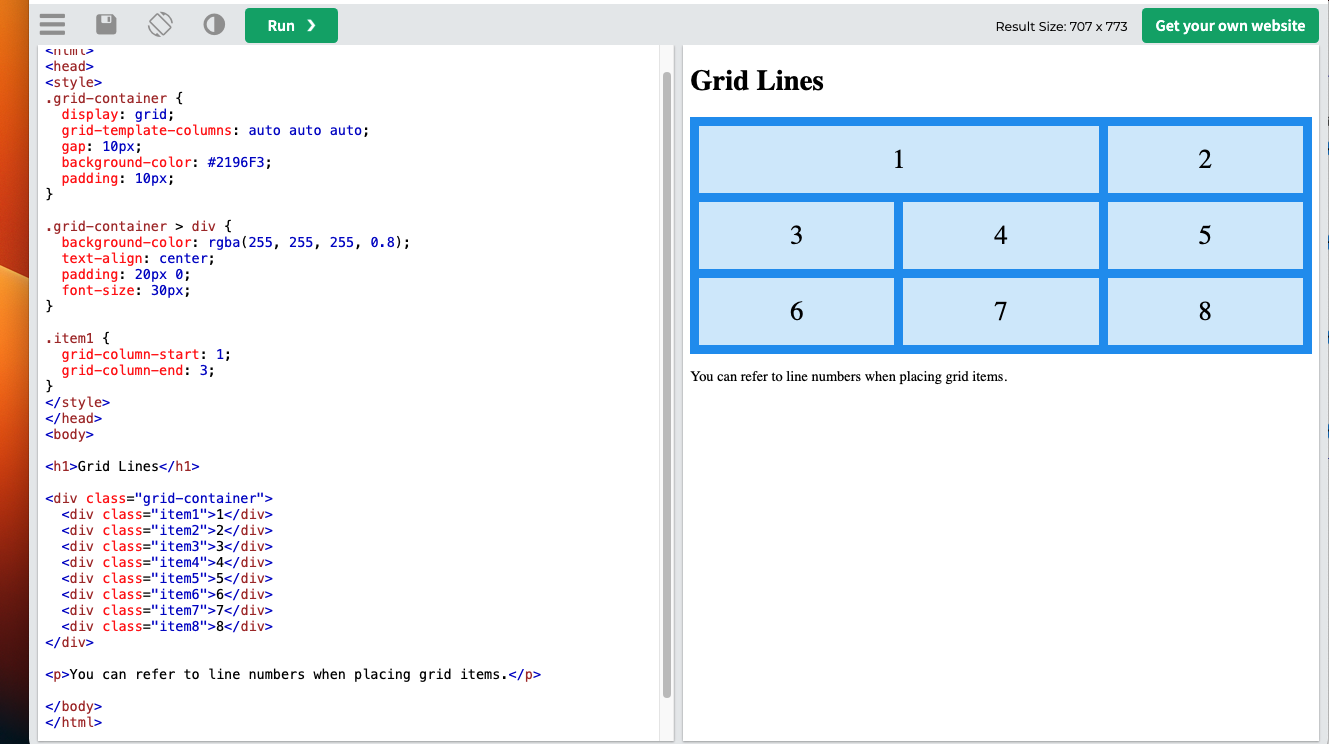 Run ❯
Result Size: 707 x 773
Get your own website
<html>
<head>
<style>
.grid-container {
  display: grid;
  grid-template-columns: auto auto auto;
  gap: 10px;
  background-color: #2196F3;
  padding: 10px;
}

.grid-container > div {
  background-color: rgba(255, 255, 255, 0.8);
  text-align: center;
  padding: 20px 0;
  font-size: 30px;
}

.item1 {
  grid-column-start: 1;
  grid-column-end: 3;
}
</style>
</head>
<body>

<h1>Grid Lines</h1>

<div class="grid-container">
  <div class="item1">1</div>
  <div class="item2">2</div>
  <div class="item3">3</div>
  <div class="item4">4</div>
  <div class="item5">5</div>
  <div class="item6">6</div>
  <div class="item7">7</div>
  <div class="item8">8</div>
</div>

<p>You can refer to line numbers when placing grid items.</p>

</body>
</html>
Grid Lines
1 2
3 4 5
6 7 8
You can refer to line numbers when placing grid items.